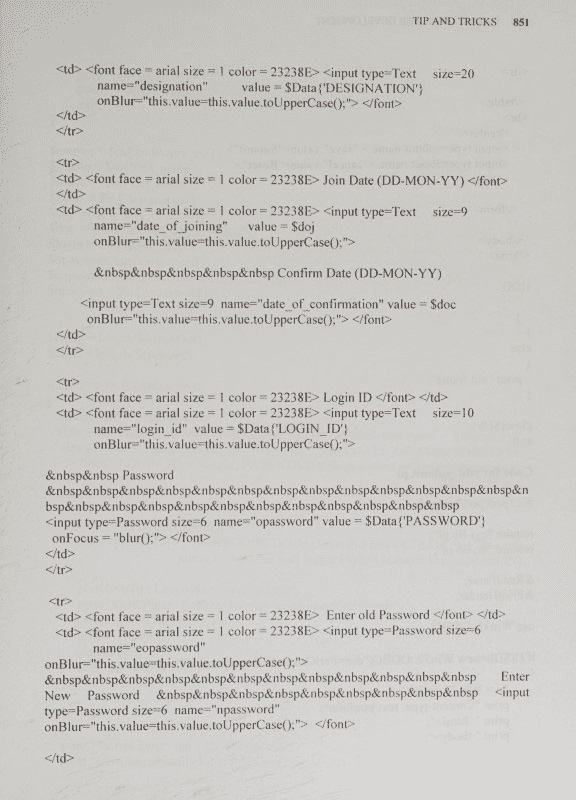 TIP AND TRICKS 851
<td> <font face = arial size = 1 color = 23238E> <input type=Text size=20
name="designation" value = $Data{'DESIGNATION'}
onBlur="this.value=this.value.toUpperCase();"> </font>
</td>
</tr>
<tr>
<td> <font face = arial size = 1 color = 23238E> Join Date (DD-MON-YY) </font>
</td>
<td> <font face = arial size = 1 color = 23238E> <input type=Text size=9
name="date_of_joining" value = $doj
onBlur="this.value=this.value.toUpperCase();">
&nbsp&nbsp&nbsp&nbsp&nbsp Confirm Date (DD-MON-YY)
<input type=Text size=9 name="date_of_confirmation" value = $doc
onBlur="this.value=this.value.toUpperCase();"> </font>
</td>
</tr>
<tr>
<td> <font face = arial size = 1 color = 23238E> Login ID </font> </td>
<td> <font face = arial size = 1 color = 23238E> <input type=Text size=10
name="login_id" value = $Data{'LOGIN_ID'}
onBlur="this.value=this.value.toUpperCase();">
&nbsp&nbsp Password
&nbsp&nbsp&nbsp&nbsp&nbsp&nbsp&nbsp&nbsp&nbsp&nbsp&nbsp&nbsp&nbsp&n
bsp&nbsp&nbsp&nbsp&nbsp&nbsp&nbsp&nbsp&nbsp&nbsp&nbsp&nbsp
<input type=Password size=6 name="opassword" value = $Data{'PASSWORD'}
onFocus = "blur();"> </font>
</td>
</tr>
<tr>
<td> <font face = arial size = 1 color = 23238E> Enter old Password </font> </td>
<td> <font face = arial size = 1 color = 23238E> <input type=Password size=6
name="eopassword"
onBlur="this.value=this.value.toUpperCase();">
&nbsp&nbsp&nbsp&nbsp&nbsp&nbsp&nbsp&nbsp&nbsp&nbsp&nbsp&nbsp Enter
New Password &nbsp&nbsp&nbsp&nbsp&nbsp&nbsp&nbsp&nbsp&nbsp <input
type=Password size=6 name="npassword"
onBlur="this.value=this.value.toUpperCase();"> </font>
</td>